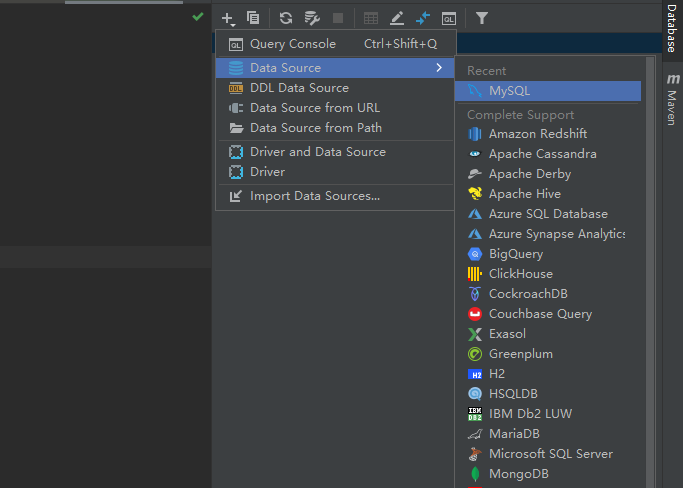 Query Console Ctrl+Shift+Q
Data Source
DDL Data Source
Data Source from URL
Data Source from Path
Driver and Data Source
Driver
Import Data Sources...
Recent
MySQL
Complete Support
Amazon Redshift
Apache Cassandra
Apache Derby
Apache Hive
Azure SQL Database
Azure Synapse Analytics
BigQuery
ClickHouse
CockroachDB
Couchbase Query
Exasol
Greenplum
H2
HSQLDB
IBM Db2 LUW
MariaDB
Microsoft SQL Server
MongoDB
Database
Maven